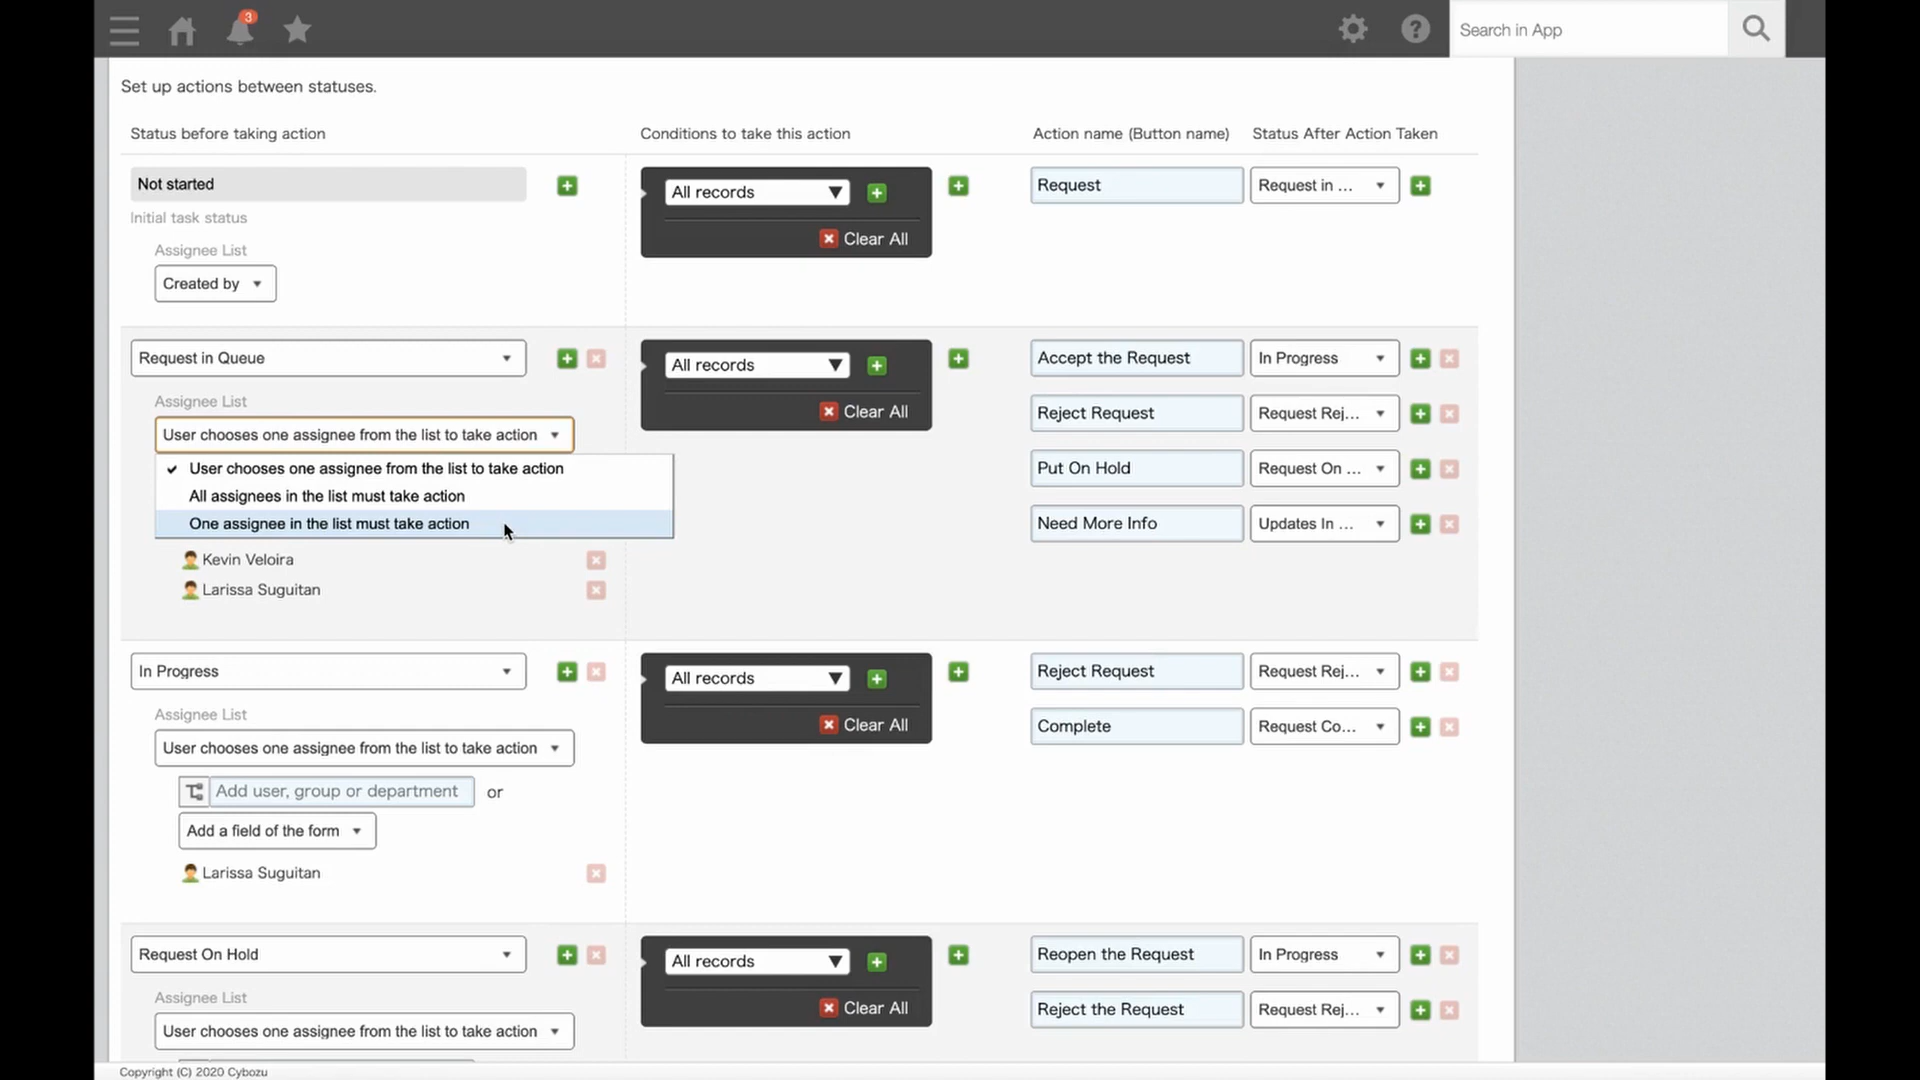 3
Search in App
Set up actions between statuses.
Status before taking action
Conditions to take this action
Action name (Button name)
Status After Action Taken
Not started
All records
Request
Request in ...
Initial task status
Clear All
Assignee List
Created by
Request in Queue
All records
Accept the Request
In Progress
Assignee List
Clear All
Reject Request
Request Rej...
User chooses one assignee from the list to take action
User chooses one assignee from the list to take action
Put On Hold
Request On ...
All assignees in the list must take action
One assignee in the list must take action
Need More Info
Updates In ...
Kevin Veloira
Larissa Suguitan
In Progress
All records
Reject Request
Request Rej...
Assignee List
Clear All
Complete
Request Co...
User chooses one assignee from the list to take action
Add user, group or department or
Add a field of the form
Larissa Suguitan
Request On Hold
All records
Reopen the Request
In Progress
Assignee List
Clear All
Reject the Request
Request Rej...
User chooses one assignee from the list to take action
Copyright (C) 2020 Cybozu